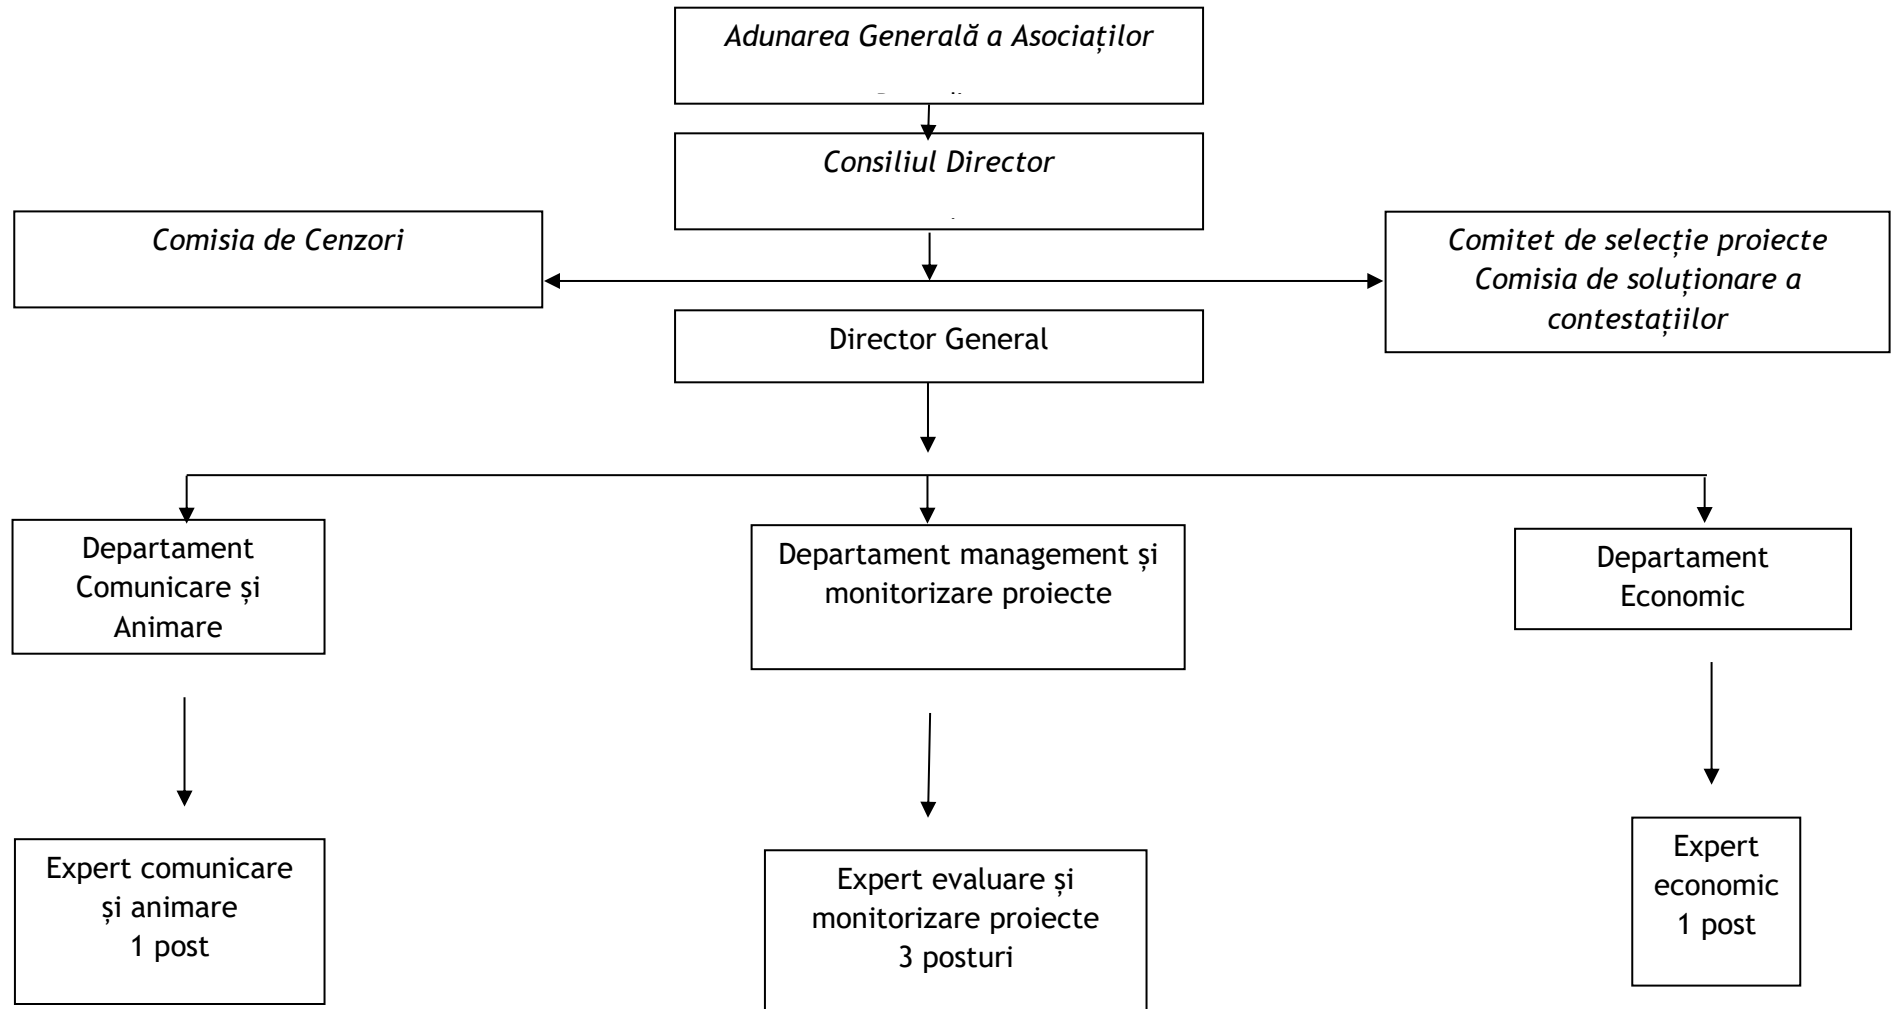 Adunarea Generală a Asociaților
Consiliul Director
Comisia de Cenzori
Comitet de selecție proiecte
Comisia de soluționare a
contestațiilor
Director General
Departament
Comunicare și
Animare
Departament management și
monitorizare proiecte
Departament
Economic
Expert comunicare
și animare
1 post
Expert evaluare și
monitorizare proiecte
3 posturi
Expert
economic
1 post